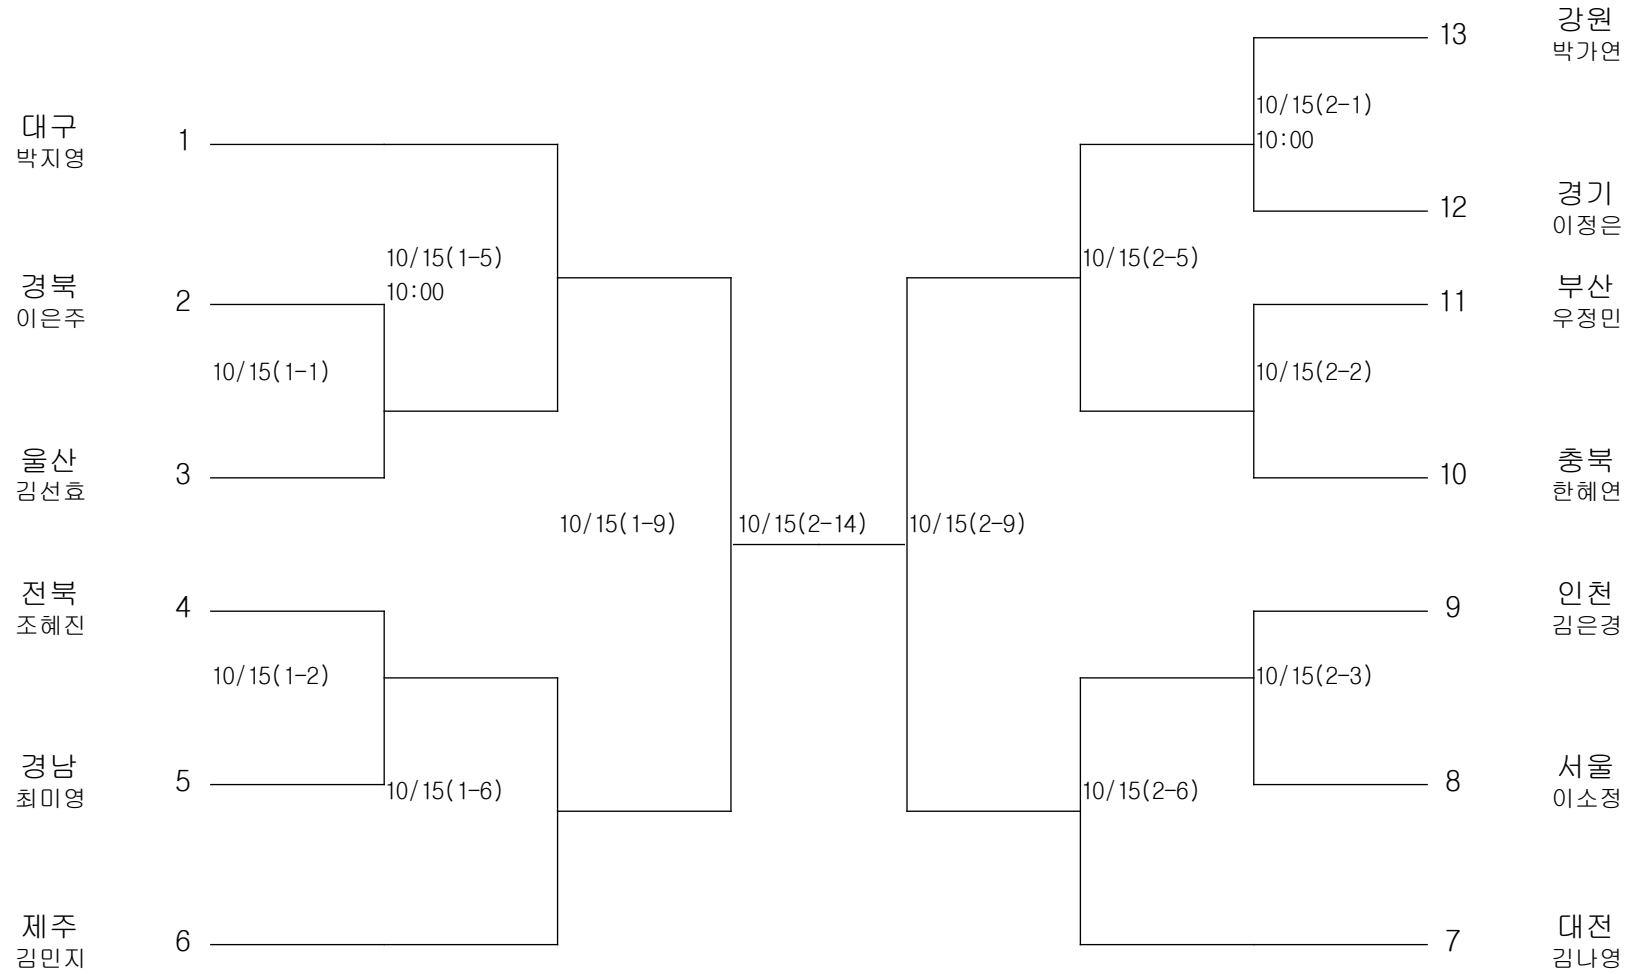 강원
13
박가연
10/15(2-1)
10:00
대구
1
박지영
경기
12
이정은
10/15(1-5)
10:00
10/15(2-5)
경북
2
이은주
부산
11
우정민
10/15(1-1)
10/15(2-2)
울산
3
김선효
충북
10
한혜연
10/15(1-9)
10/15(2-14)
10/15(2-9)
전북
4
조혜진
인천
9
김은경
10/15(1-2)
10/15(2-3)
경남
5
최미영
10/15(1-6)
10/15(2-6)
서울
8
이소정
제주
6
김민지
대전
7
김나영